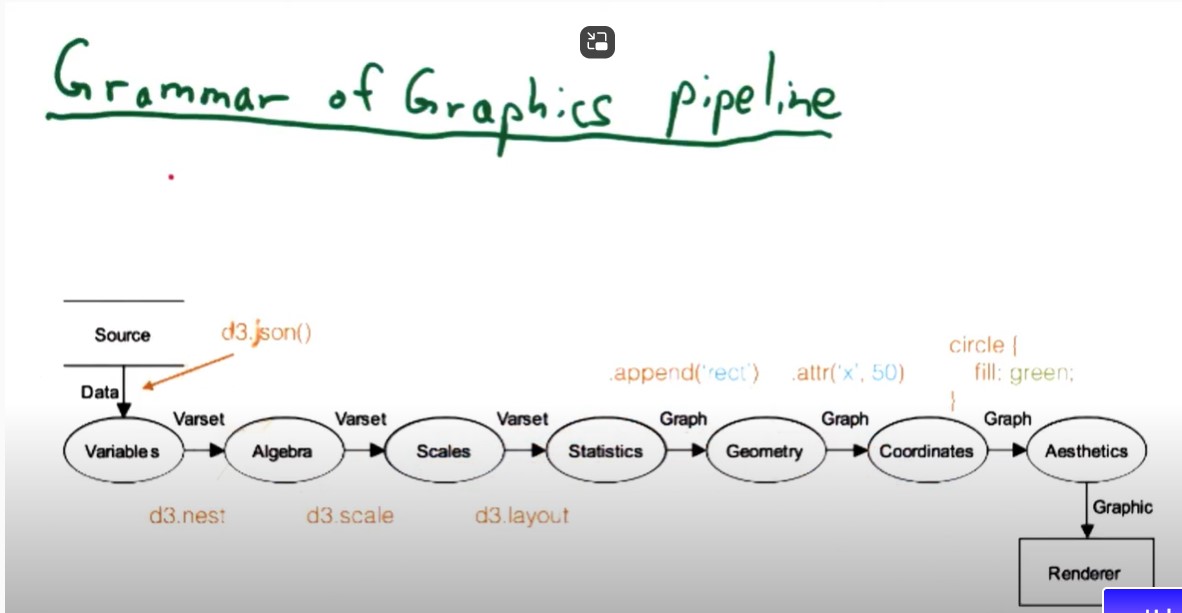 Grammar of Graphics pipeline
Source
d3.json()
Data
.append('rect')
.attr('x', 50)
circle {
fill: green;
}
Varset
Varset
Varset
Graph
Graph
Graph
Variables
Algebra
Scales
Statistics
Geometry
Coordinates
Aesthetics
d3.nest
d3.scale
d3.layout
Graphic
Renderer